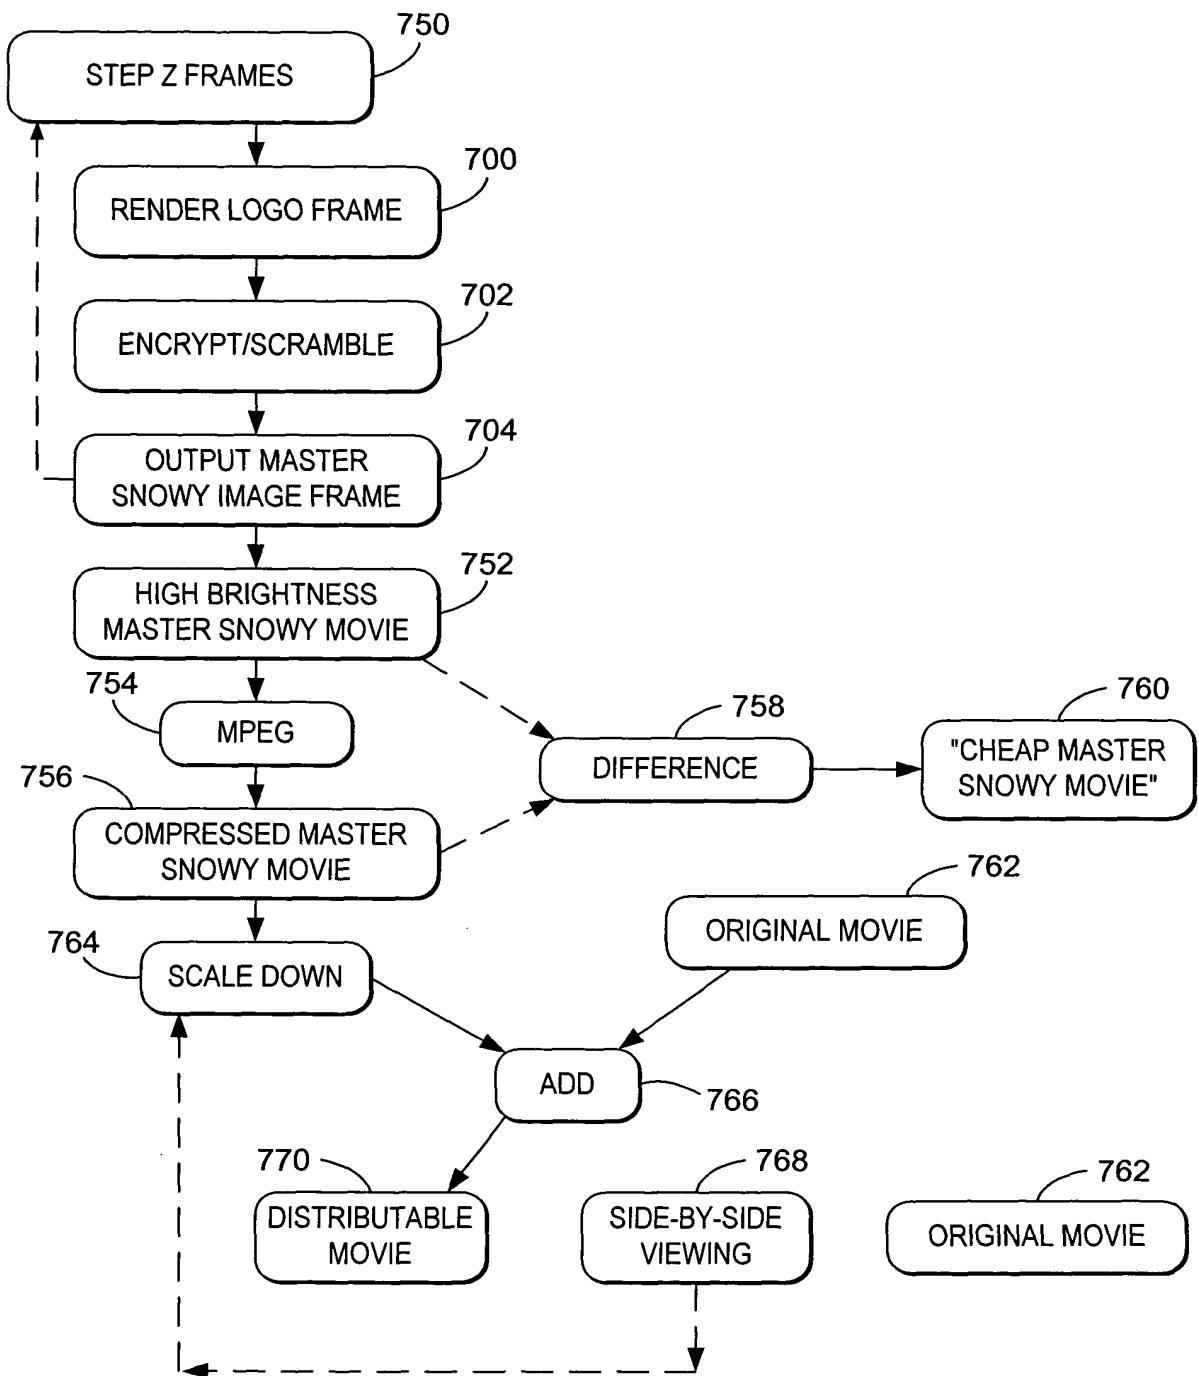 750
STEP Z FRAMES
700
RENDER LOGO FRAME
702
ENCRYPT/SCRAMBLE
704
OUTPUT MASTER
SNOWY IMAGE FRAME
752
HIGH BRIGHTNESS
MASTER SNOWY MOVIE
754
MPEG
758
DIFFERENCE
760
"CHEAP MASTER
SNOWY MOVIE"
756
COMPRESSED MASTER
SNOWY MOVIE
762
ORIGINAL MOVIE
764
SCALE DOWN
ADD
766
770
DISTRIBUTABLE
MOVIE
768
SIDE-BY-SIDE
VIEWING
762
ORIGINAL MOVIE